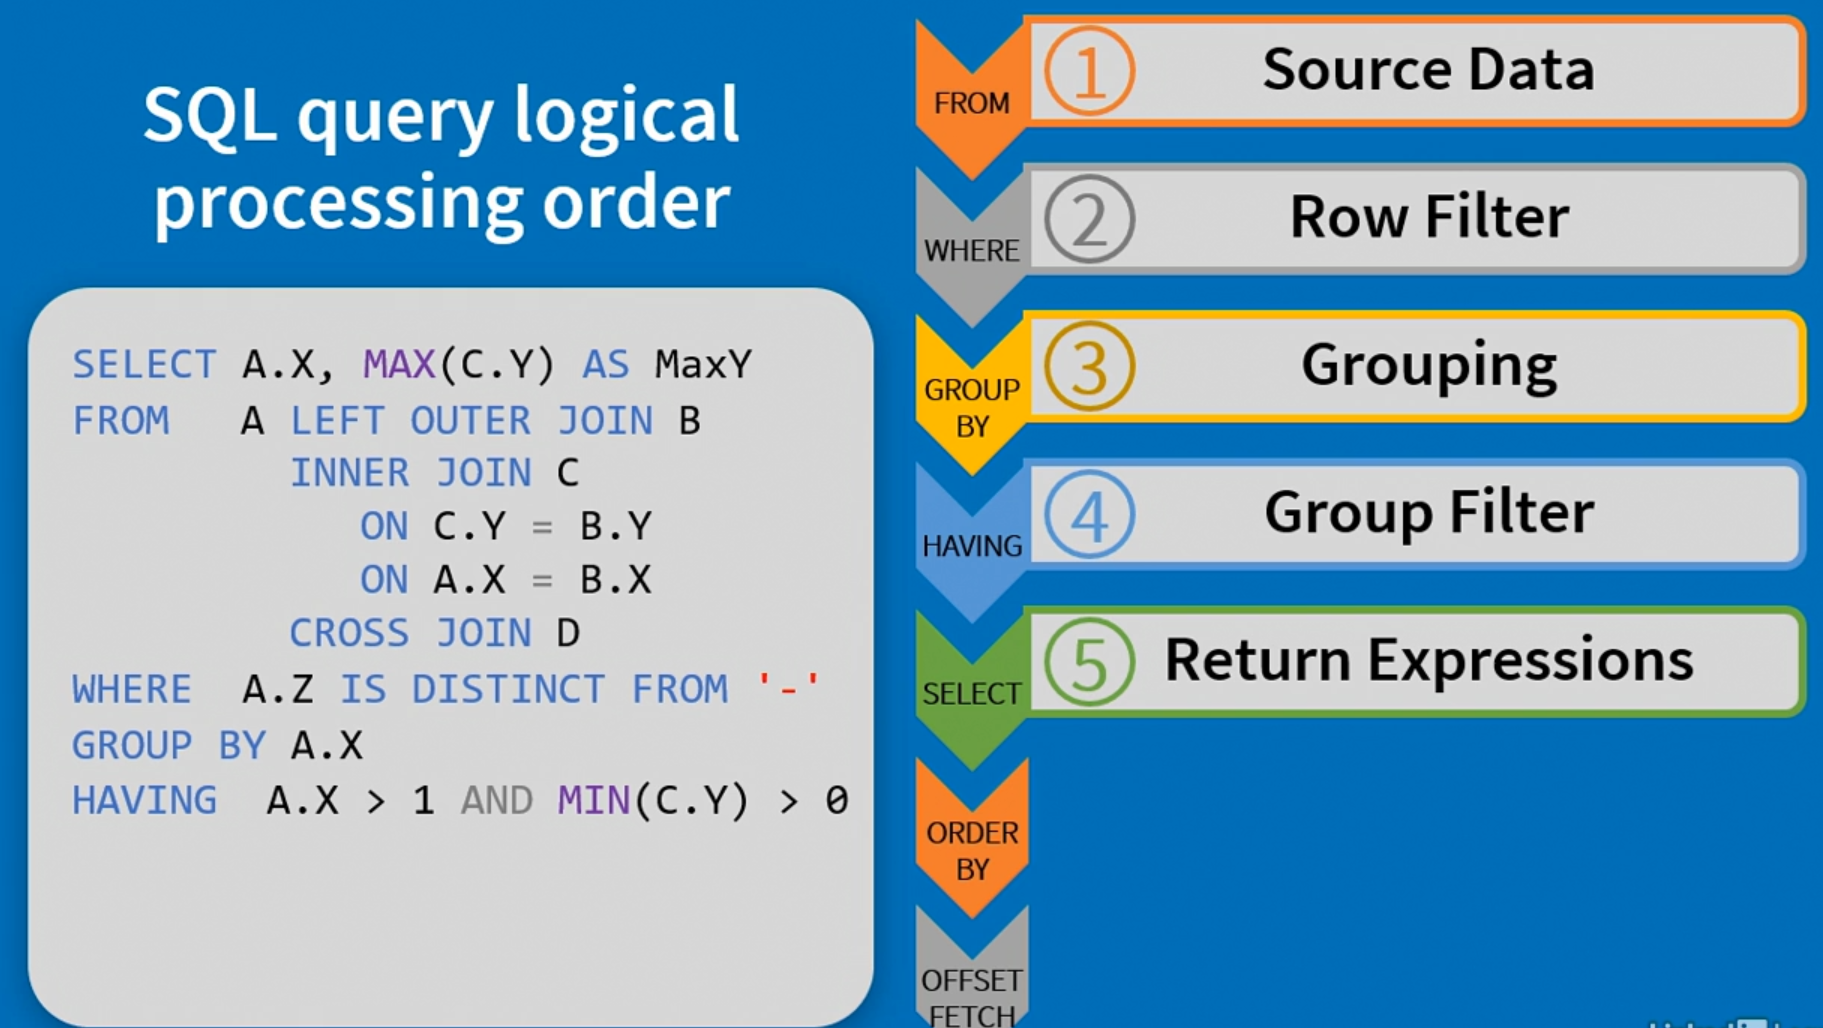 SQL query logical
processing order
SELECT A.X, MAX(C.Y) AS MaxY
FROM A LEFT OUTER JOIN B
INNER JOIN C
ON C.Y = B.Y
ON A.X = B.X
CROSS JOIN D
WHERE A.Z IS DISTINCT FROM '-'
GROUP BY A.X
HAVING A.X > 1 AND MIN(C.Y) > 0
FROM
1 Source Data
WHERE
2 Row Filter
GROUP
BY
3 Grouping
HAVING
4 Group Filter
SELECT
5 Return Expressions
ORDER
BY
OFFSET
FETCH